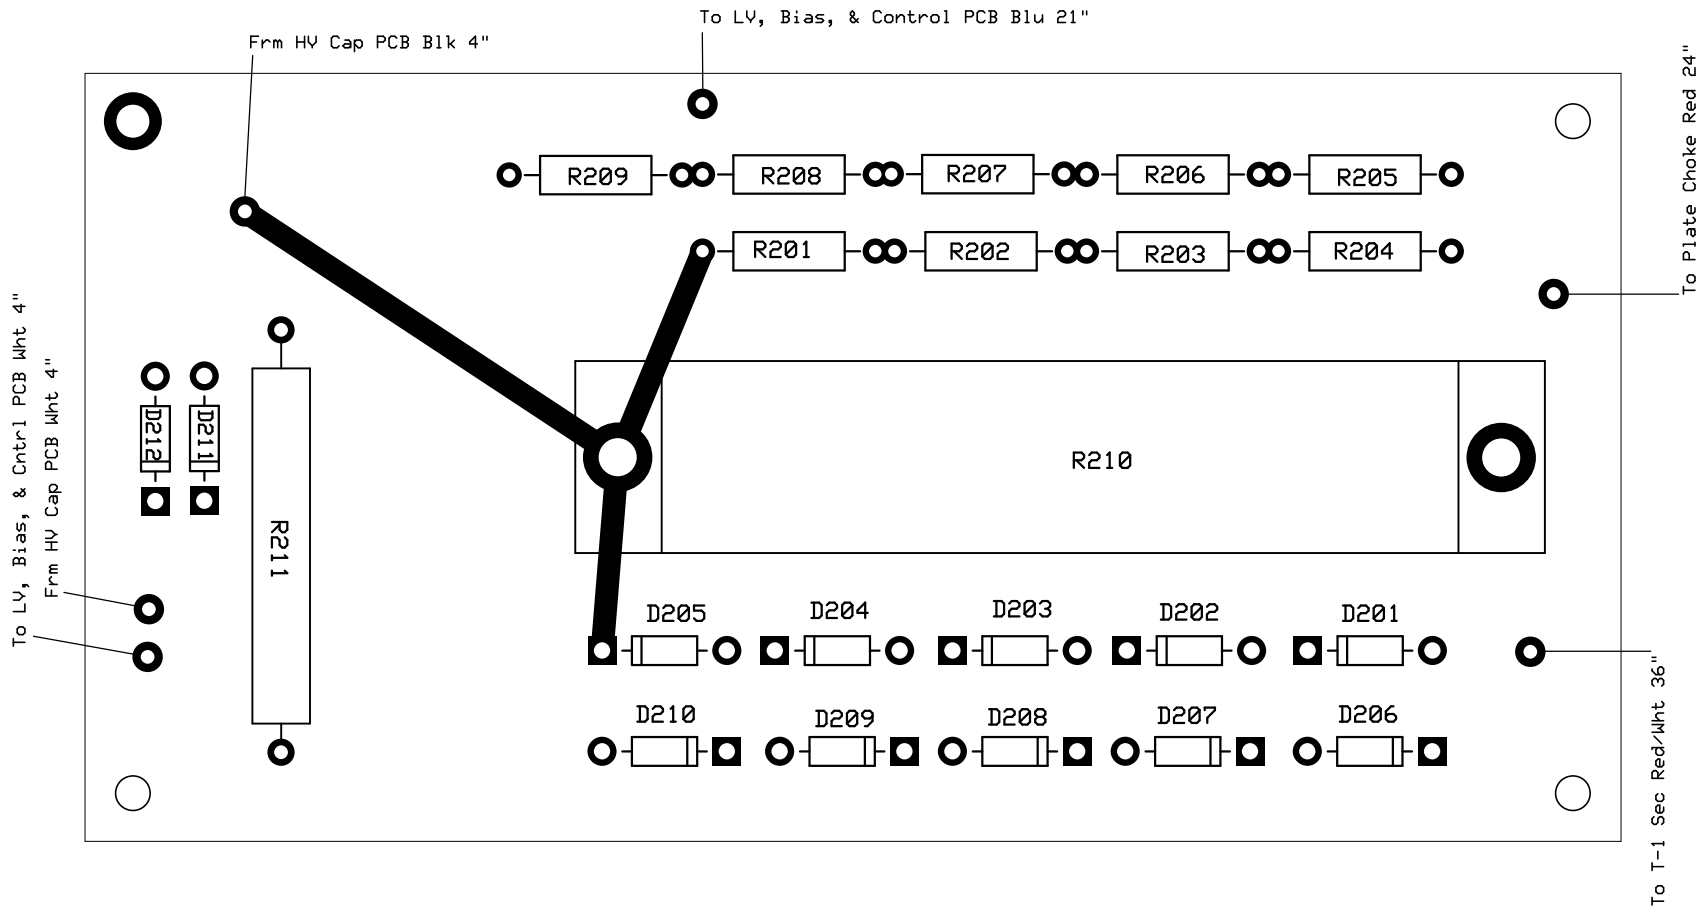 To LV, Bias, & Control PCB Blu 21"
Frm HV Cap PCB Blk 4"
To Plate Choke Red 24"
R209
R208
R207
R206
R205
R201
R202
R203
R204
To LV, Bias, & Cntrl PCB Wht 4"
Frm HV Cap PCB Wht 4"
D212
D211
R211
R210
D205
D204
D203
D202
D201
D210
D209
D208
D207
D206
To T-1 Sec Red/Wht 36"